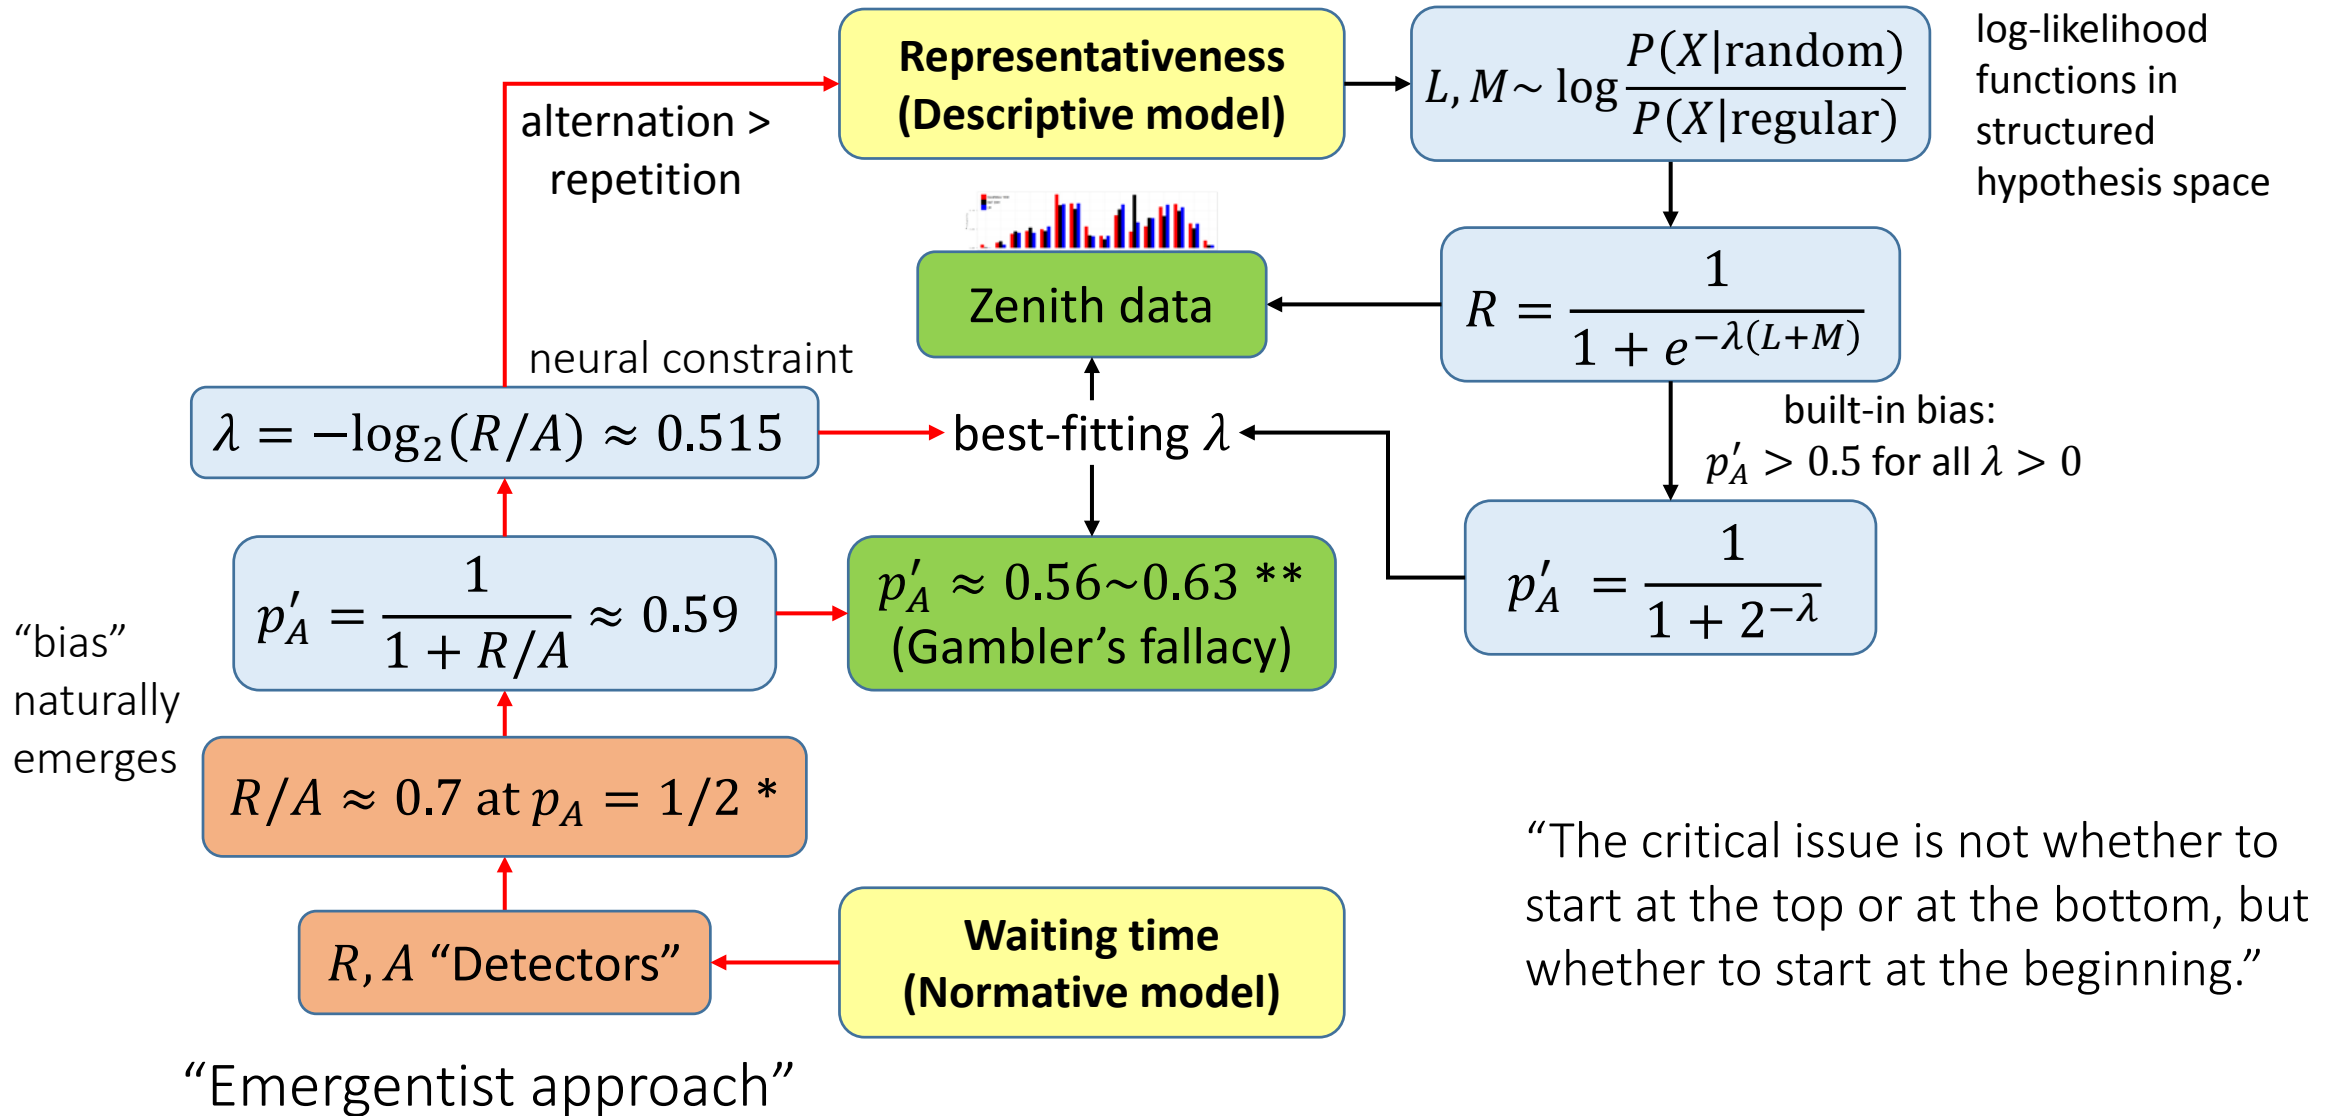 Representativeness
(Descriptive model)
L, M ~ log P(X|random) / P(X|regular)
log-likelihood
functions in
structured
hypothesis space
alternation >
repetition
Zenith data
R = 1 / (1 + e^{−λ(L+M)})
neural constraint
λ = −log₂(R/A) ≈ 0.515
best-fitting λ
built-in bias:
p′_A > 0.5 for all λ > 0
p′_A = 1 / (1 + R/A) ≈ 0.59
p′_A ≈ 0.56~0.63 **
(Gambler's fallacy)
p′_A = 1 / (1 + 2^{−λ})
“bias”
naturally
emerges
R/A ≈ 0.7 at p_A = 1/2 *
R, A “Detectors”
Waiting time
(Normative model)
“The critical issue is not whether to
start at the top or at the bottom, but
whether to start at the beginning.”
“Emergentist approach”